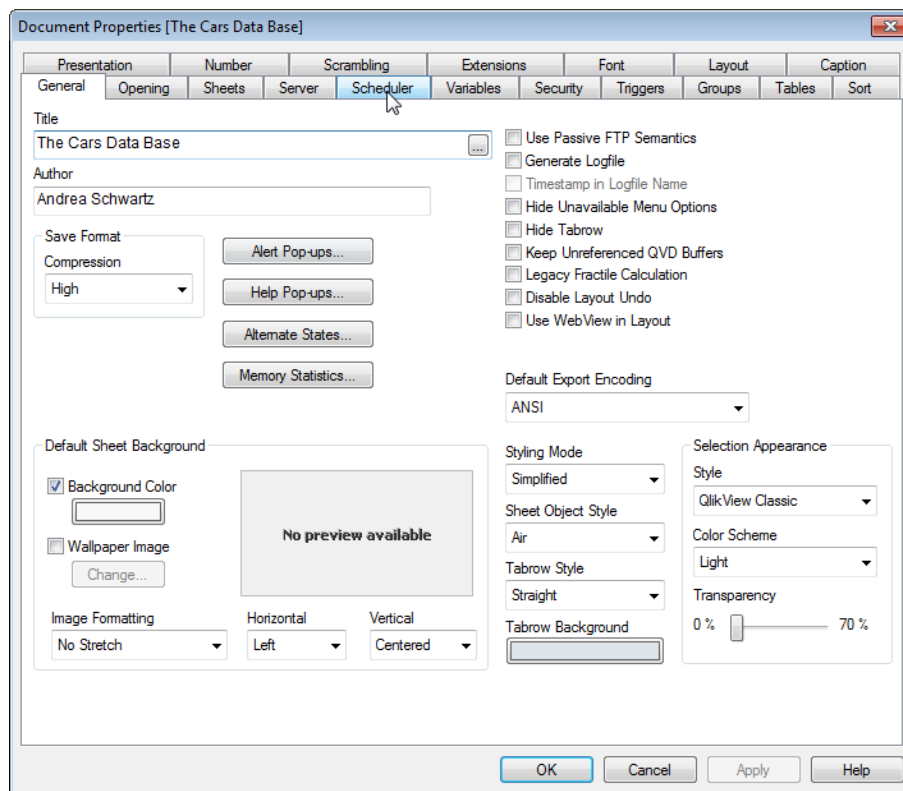 Document Properties [The Cars Data Base]
Presentation Number Scrambling Extensions Font Layout Caption
General Opening Sheets Server Scheduler Variables Security Triggers Groups Tables Sort
Title
The Cars Data Base
...
Author
Andrea Schwartz
Save Format
Compression
High
Alert Pop-ups...
Help Pop-ups...
Alternate States...
Memory Statistics...
Use Passive FTP Semantics
Generate Logfile
Timestamp in Logfile Name
Hide Unavailable Menu Options
Hide Tabrow
Keep Unreferenced QVD Buffers
Legacy Fractile Calculation
Disable Layout Undo
Use WebView in Layout
Default Export Encoding
ANSI
Default Sheet Background
Background Color
Wallpaper Image
Change...
No preview available
Image Formatting
No Stretch
Horizontal
Left
Vertical
Centered
Styling Mode
Simplified
Sheet Object Style
Air
Tabrow Style
Straight
Tabrow Background
Selection Appearance
Style
QlikView Classic
Color Scheme
Light
Transparency
0 % 70 %
OK Cancel Apply Help